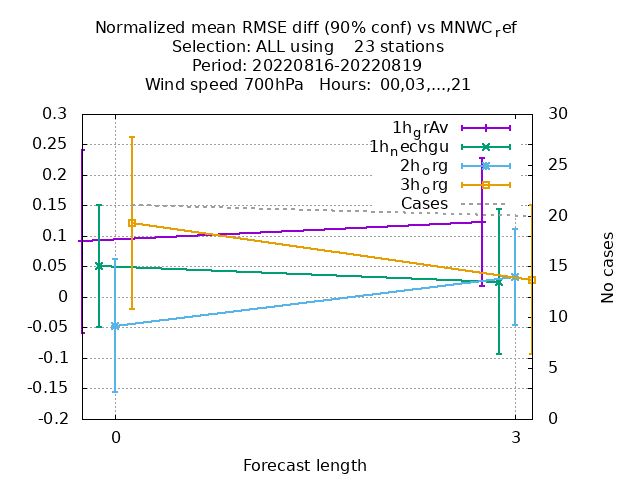 Normalized mean RMSE diff (90% conf) vs MNWC_ref
Selection: ALL using    23 stations
Period: 20220816-20220819
Wind speed 700hPa   Hours: 00,03,...,21
0.3
0.25
0.2
0.15
0.1
0.05
0
-0.05
-0.1
-0.15
-0.2
30
25
20
15
10
5
0
1h_grAv
1h_nechgu
2h_org
3h_org
Cases
No cases
0
3
Forecast length